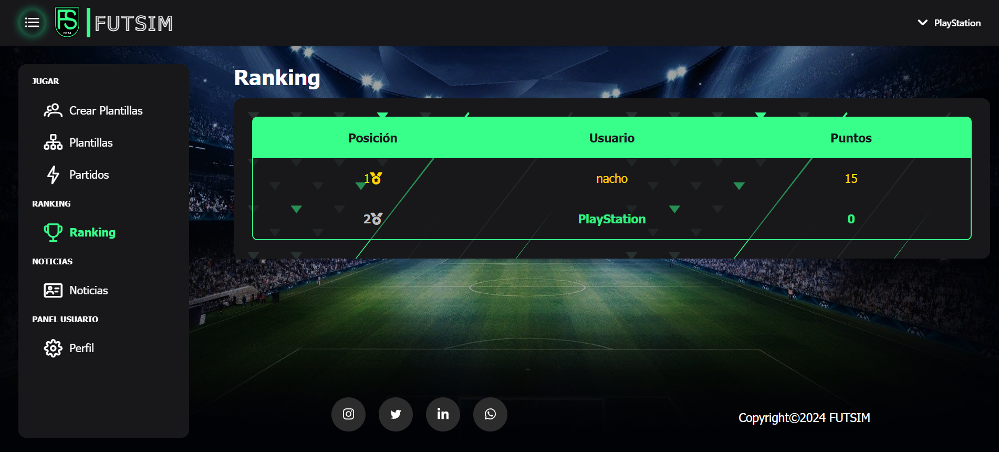 FS
2024
FUTSIM
PlayStation
JUGAR
Crear Plantillas
Plantillas
Partidos
RANKING
Ranking
NOTICIAS
Noticias
PANEL USUARIO
Perfil
Ranking
Posición Usuario Puntos
1 nacho 15
2 PlayStation 0
Copyright©2024 FUTSIM